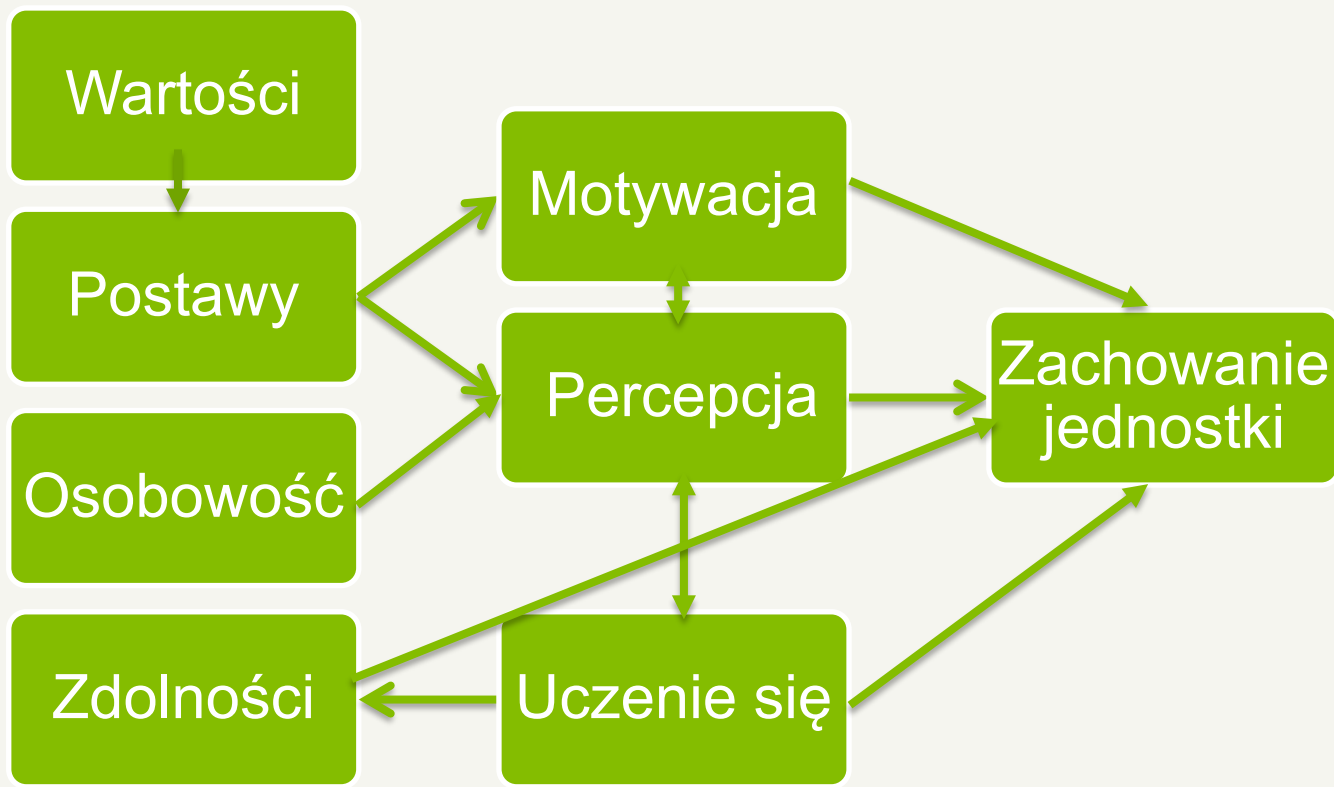 Wartości
Postawy
Osobowość
Zdolności
Motywacja
Percepcja
Uczenie się
Zachowanie
jednostki